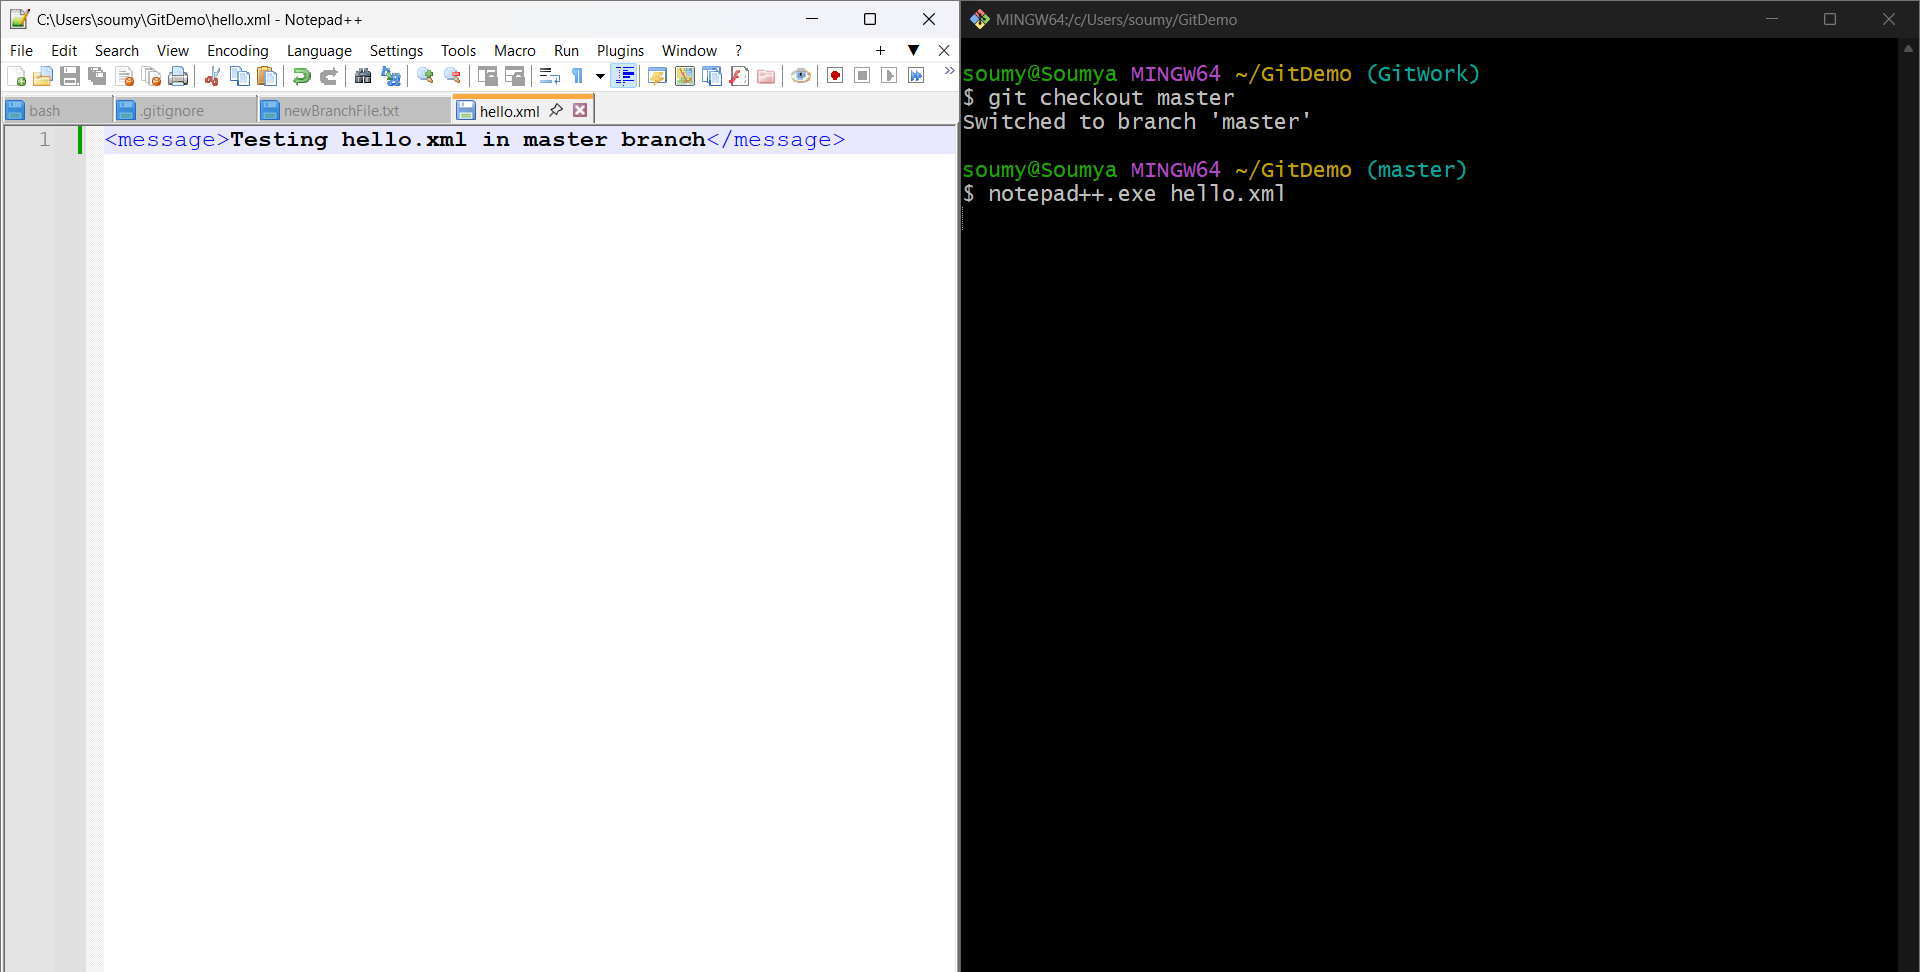 C:\Users\soumy\GitDemo\hello.xml - Notepad++
File Edit Search View Encoding Language Settings Tools Macro Run Plugins Window ? + ▼ X
bash .gitignore newBranchFile.txt hello.xml
1 <message>Testing hello.xml in master branch</message>
MINGW64:/c/Users/soumy/GitDemo
soumy@Soumya MINGW64 ~/GitDemo (GitWork)
$ git checkout master
Switched to branch 'master'
soumy@Soumya MINGW64 ~/GitDemo (master)
$ notepad++.exe hello.xml